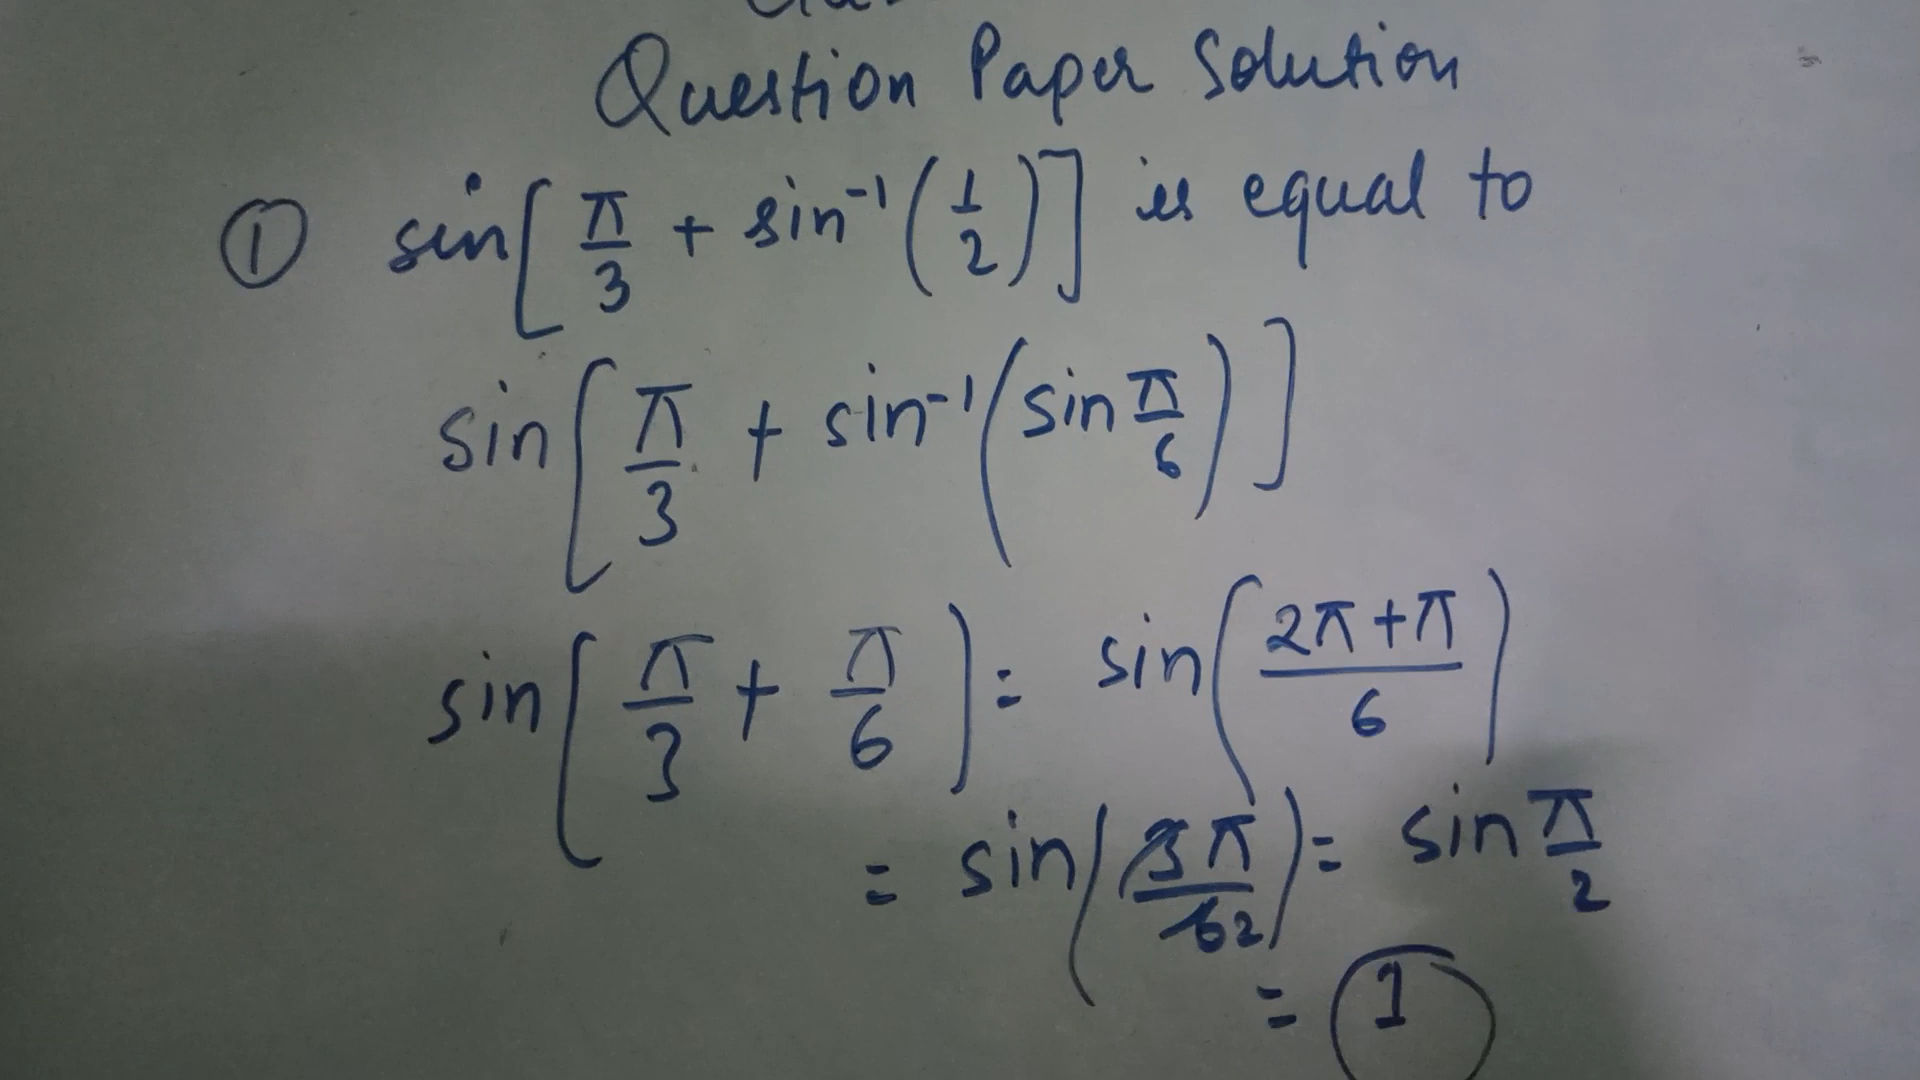 Question Paper Solution
① sin[π/3 + sin⁻¹(1/2)] is equal to
sin[π/3 + sin⁻¹(sin π/6)]
sin[π/3 + π/6] = sin(2π+π/6)
= sin(3π/62) = sin π/2
= 1